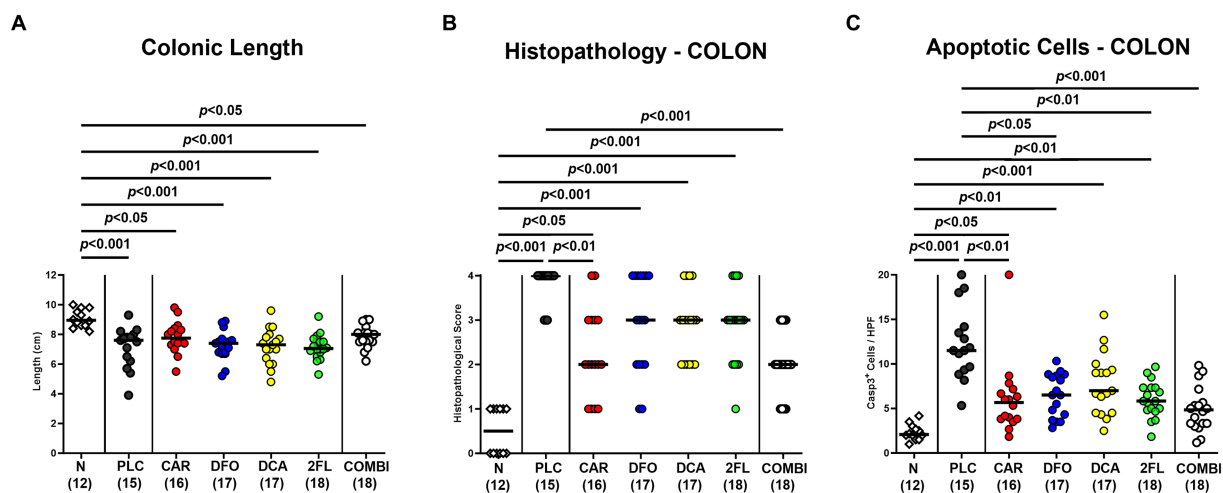 A
Colonic Length
p<0.05
p<0.001
p<0.001
p<0.001
p<0.05
p<0.001
Length (cm)
12
10
8
6
4
2
0
N PLC CAR DFO DCA 2FL COMBI
(12) (15) (16) (17) (17) (18) (18)
B
Histopathology - COLON
p<0.001
p<0.001
p<0.001
p<0.001
p<0.05
p<0.001 p<0.01
Histopathological Score
4
3
2
1
0
N PLC CAR DFO DCA 2FL COMBI
(12) (15) (16) (17) (17) (18) (18)
C
Apoptotic Cells - COLON
p<0.001
p<0.01
p<0.05
p<0.01
p<0.001
p<0.01
p<0.05
p<0.001 p<0.01
Casp3+ Cells / HPF
20
15
10
5
0
N PLC CAR DFO DCA 2FL COMBI
(12) (15) (16) (17) (17) (18) (18)